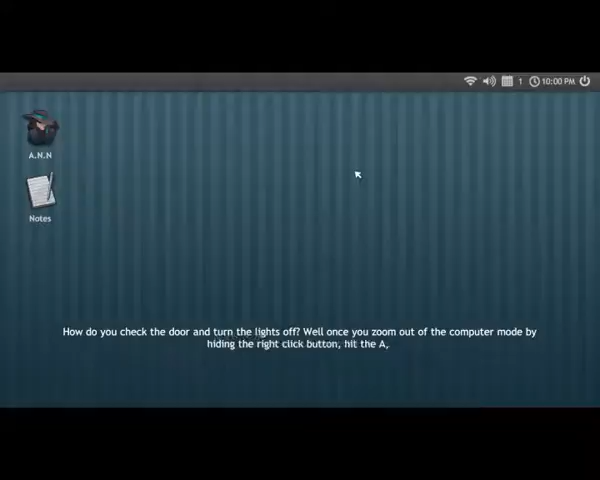 1 10:00 PM
A.N.N
Notes
How do you check the door and turn the lights off? Well once you zoom out of the computer mode by
hiding the right click button, hit the A,